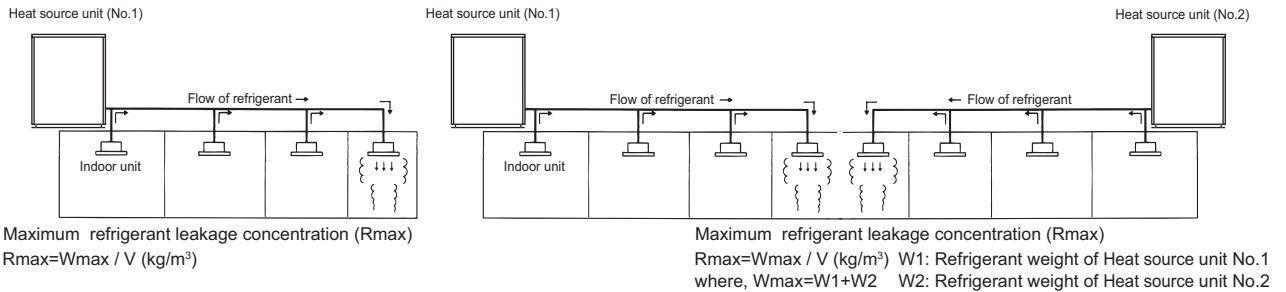 Heat source unit (No.1)
Flow of refrigerant →
Indoor unit
Maximum refrigerant leakage concentration (Rmax)
Rmax=Wmax / V (kg/m³)
Heat source unit (No.1)
Heat source unit (No.2)
Flow of refrigerant →
← Flow of refrigerant
Indoor unit
Maximum refrigerant leakage concentration (Rmax)
Rmax=Wmax / V (kg/m³) W1: Refrigerant weight of Heat source unit No.1
where, Wmax=W1+W2 W2: Refrigerant weight of Heat source unit No.2